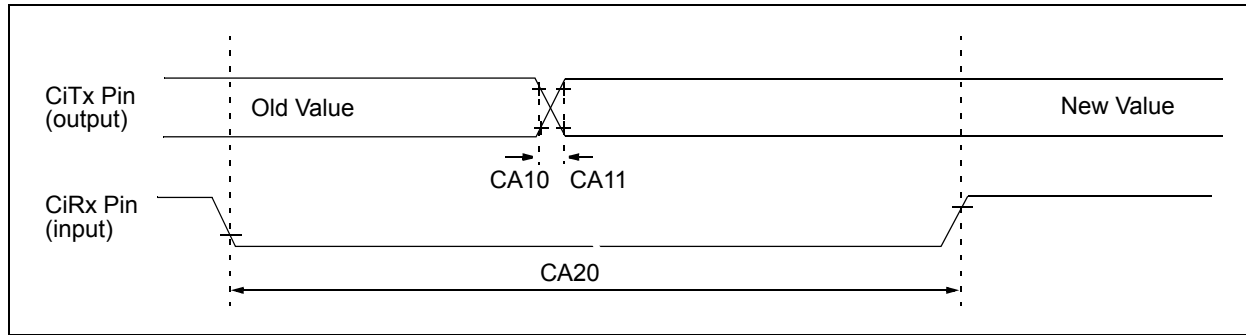 CiTx Pin
(output)
Old Value
New Value
CA10 CA11
CiRx Pin
(input)
CA20